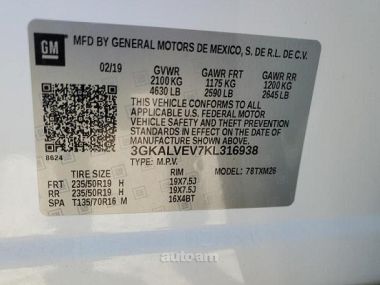 GM
MFD BY GENERAL MOTORS DE MEXICO, S. DE R.L. DE C.V.
02/19 GVWR GAWR FRT GAWR RR
2100 KG 1175 KG 1200 KG
4630 LB 2590 LB 2645 LB
THIS VEHICLE CONFORMS TO ALL
APPLICABLE U.S. FEDERAL MOTOR
VEHICLE SAFETY STANDARDS IN
EFFECT ON THE DATE OF
MANUFACTURE SHOWN ABOVE.
3GKALVEV7KL316938
8624
TYPE: M.P.V. MODEL: 78TXM26
TIRE SIZE RIM
FRT 235/50R19 H 19X7.5J
RR 235/50R19 H 19X7.5J
SPA T135/70R16 M 16X4BT
autoam